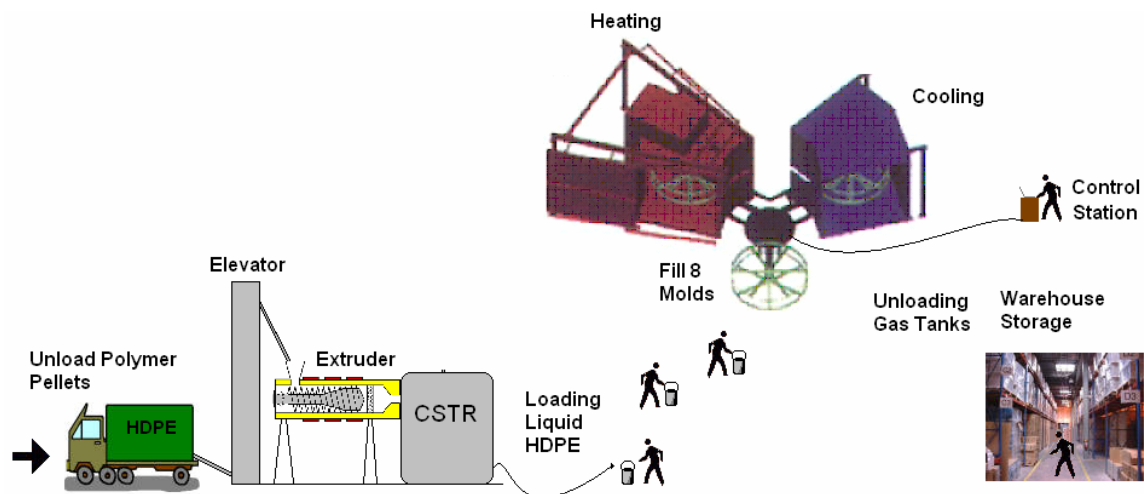 Heating
Cooling
Control
Station
Elevator
Fill 8
Molds
Unloading
Gas Tanks
Warehouse
Storage
Unload Polymer
Pellets
Extruder
HDPE
CSTR
Loading
Liquid
HDPE
D3